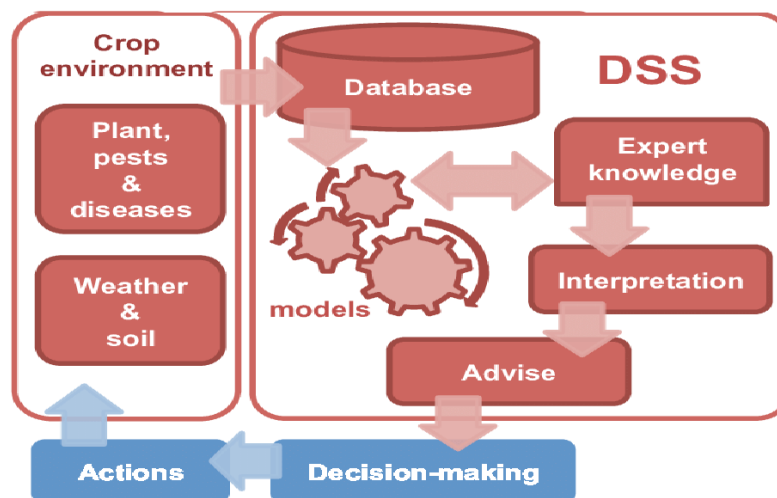 Crop
environment
Plant,
pests
&
diseases
Weather
&
soil
DSS
Database
Expert
knowledge
models
Interpretation
Advise
Decision-making
Actions